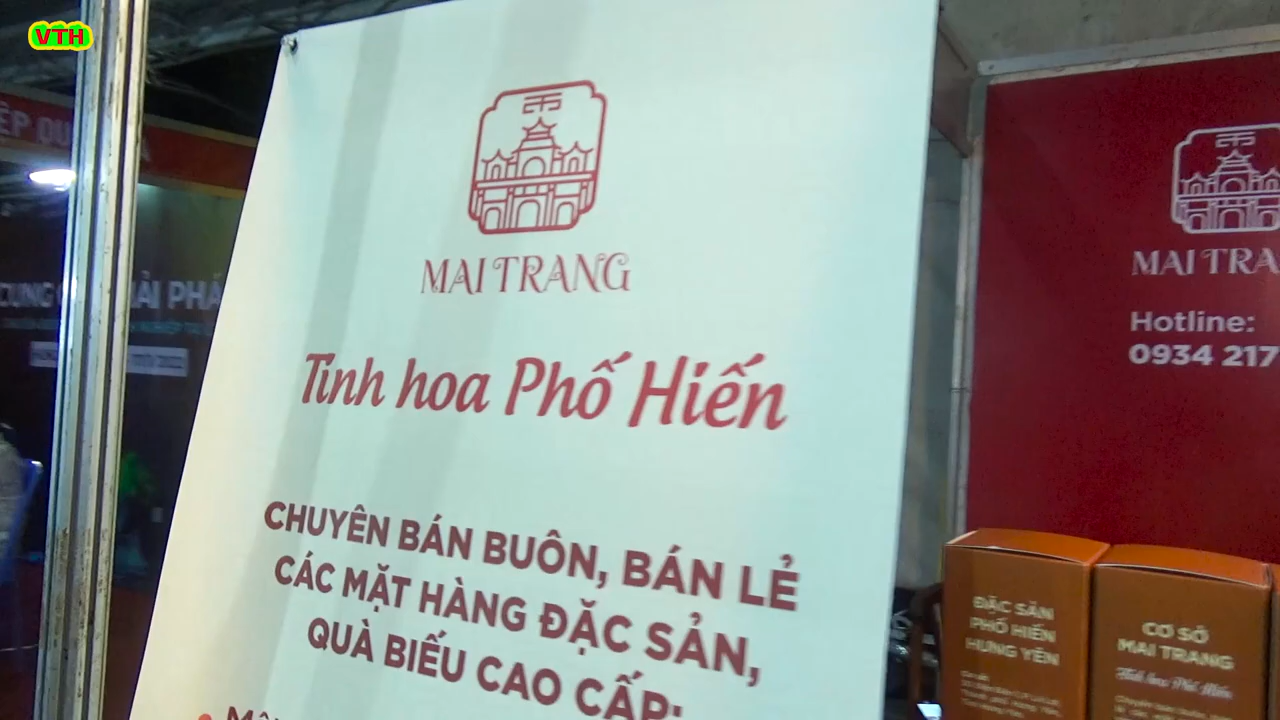 VTH
MAI TRANG
Tinh hoa Phố Hiến
CHUYÊN BÁN BUÔN, BÁN LẺ
CÁC MẶT HÀNG ĐẶC SẢN,
QUÀ BIẾU CAO CẤP:
MAI TRA
Hotline:
0934 217
ĐẶC SẢN
PHỐ HIẾN
HƯNG YÊN
CƠ SỞ
MAI TRANG
Tinh hoa Phố Hiến